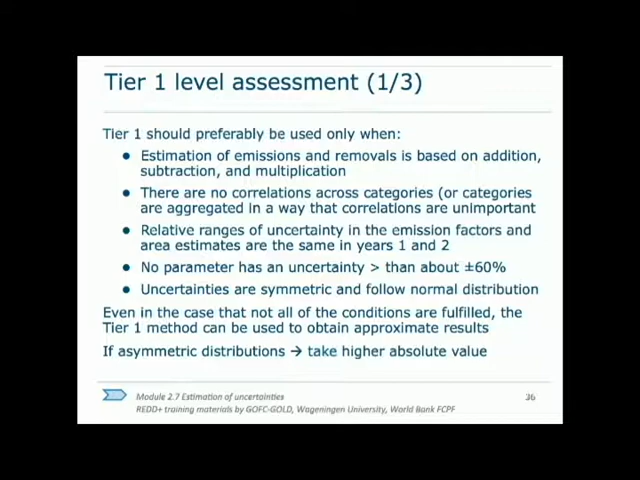 Tier 1 level assessment (1/3)
Tier 1 should preferably be used only when:
● Estimation of emissions and removals is based on addition,
subtraction, and multiplication
● There are no correlations across categories (or categories
are aggregated in a way that correlations are unimportant
● Relative ranges of uncertainty in the emission factors and
area estimates are the same in years 1 and 2
● No parameter has an uncertainty > than about ±60%
● Uncertainties are symmetric and follow normal distribution
Even in the case that not all of the conditions are fulfilled, the
Tier 1 method can be used to obtain approximate results
If asymmetric distributions → take higher absolute value
Module 2.7 Estimation of uncertainties
36
REDD+ training materials by GOFC-GOLD, Wageningen University, World Bank FCPF